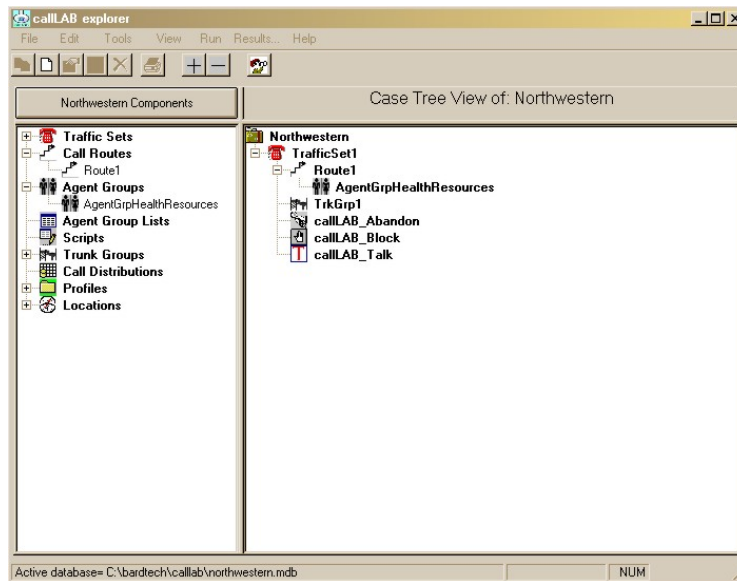 callLAB explorer
File Edit Tools View Run Results... Help
Northwestern Components
Case Tree View of: Northwestern
Traffic Sets
Call Routes
Route1
Agent Groups
AgentGrpHealthResources
Agent Group Lists
Scripts
Trunk Groups
Call Distributions
Profiles
Locations
Northwestern
TrafficSet1
Route1
AgentGrpHealthResources
TrkGrp1
callLAB_Abandon
callLAB_Block
callLAB_Talk
Active database= C:\bardtech\calllab\northwestern.mdb
NUM